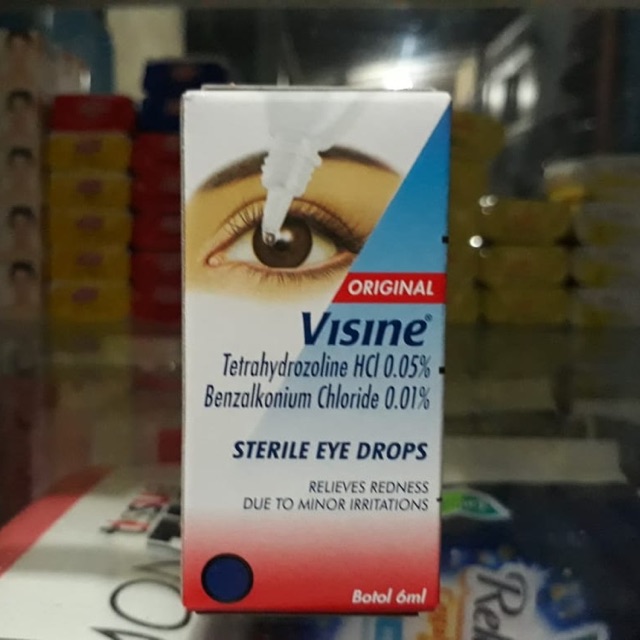 ORIGINAL
VISINE®
Tetrahydrozoline HCl 0.05%
Benzalkonium Chloride 0.01%
STERILE EYE DROPS
RELIEVES REDNESS
DUE TO MINOR IRRITATIONS
Botol 6ml